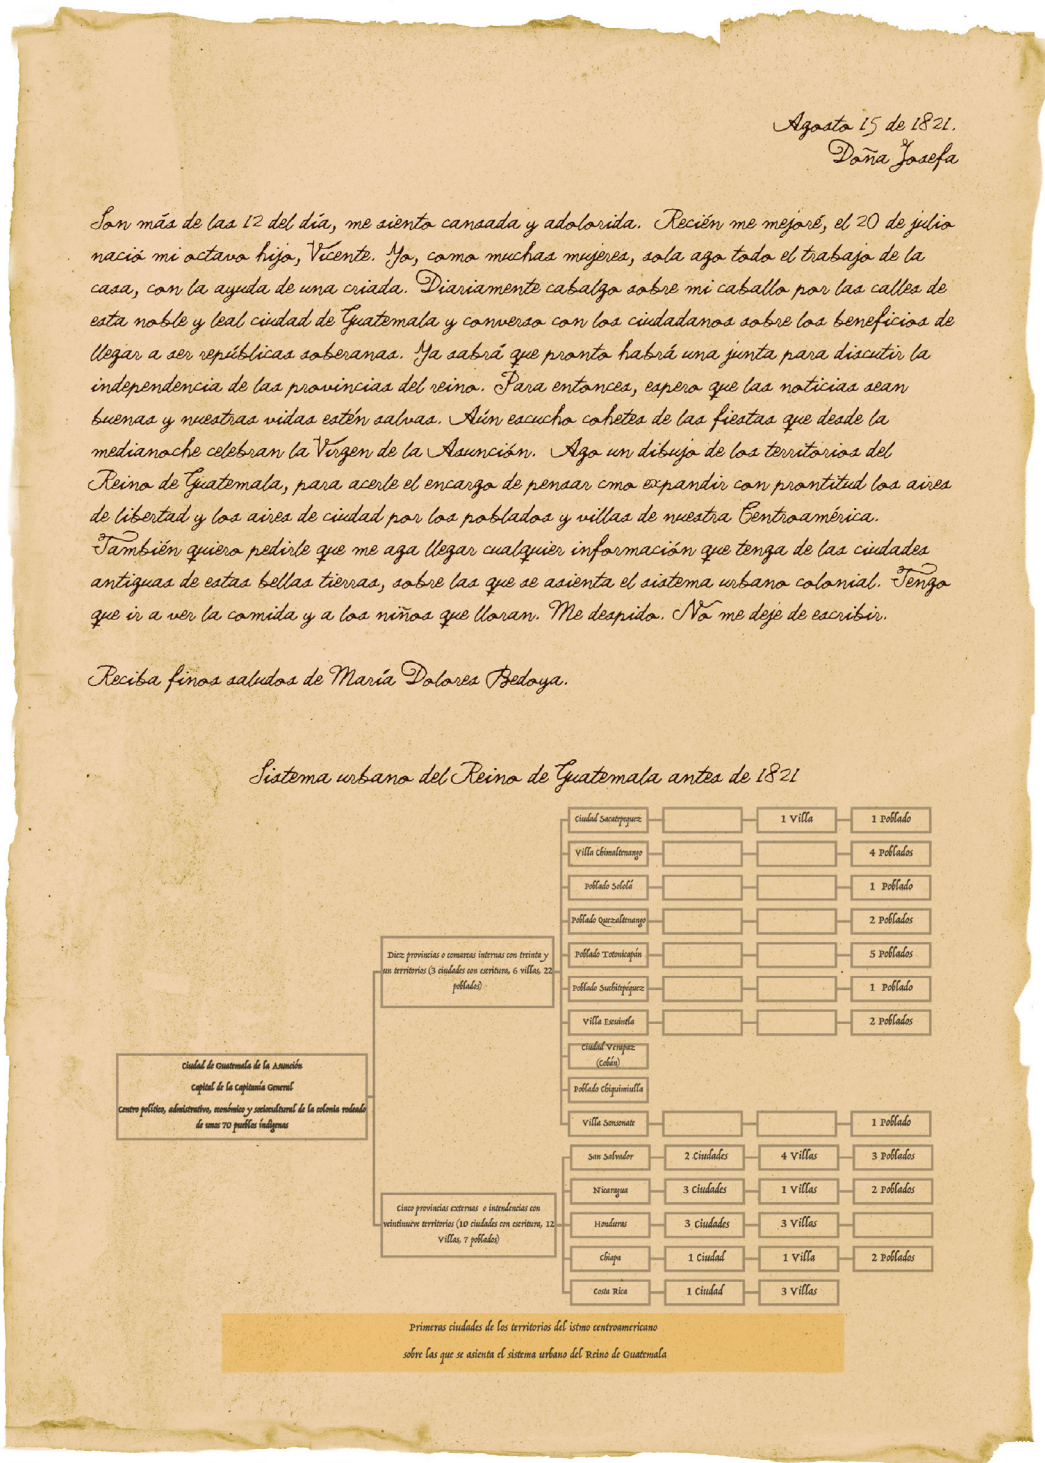 Agosto 15 de 1821.
Doña Josefa
Son más de las 12 del día, me siento cansada y adolorida. Recién me mejoré, el 20 de julio
nació mi octavo hijo, Vicente. Yo, como muchas mujeres, sola ago todo el trabajo de la
casa, con la ayuda de una criada. Diariamente cabalgo sobre mi caballo por las calles de
esta noble y leal ciudad de Guatemala y converso con los ciudadanos sobre los beneficios de
llegar a ser repúblicas soberanas. Ya sabrá que pronto habrá una junta para discutir la
independencia de las provincias del reino. Para entonces, espero que las noticias sean
buenas y nuestras vidas estén salvas. Aún escucho cohetes de las fiestas que desde la
medianoche celebran la Virgen de la Asunción. Ago un dibujo de los territorios del
Reino de Guatemala, para acerle el encargo de pensar cmo expandir con prontitud los aires
de libertad y los aires de ciudad por los poblados y villas de nuestra Centroamérica.
También quiero pedirle que me aga llegar cualquier información que tenga de las ciudades
antiguas de estas bellas tierras, sobre las que se asienta el sistema urbano colonial. Tengo
que ir a ver la comida y a los niños que lloran. Me despido. No me deje de escribir.
Reciba finos saludos de María Dolores Bedoya.
Sistema urbano del Reino de Guatemala antes de 1821
Ciudad de Guatemala de la Asunción
Capital de la Capitanía General
Centro político, admistrativo, económico y sociocultural de la colonia rodeado
de unos 70 pueblos indígenas
Diez provincias o comarcas internas con treinta y
un territorios (3 ciudades con escritura, 6 villas, 22
poblados)
Ciudad Sacatepequez 1 Villa 1 Poblado
Villa Chimaltenango 4 Poblados
Poblado Sololá 1 Poblado
Poblado Quezaltenango 2 Poblados
Poblado Totonicapán 5 Poblados
Poblado Suchitepéquez 1 Poblado
Villa Escuintla 2 Poblados
Ciudad Verapaz
(Cobán)
Poblado Chiquimulla
Villa Sonsonate 1 Poblado
Cinco provincias externas o intendencias con
veintinueve territorios (10 ciudades con escritura, 12
Villas, 7 poblados)
San Salvador 2 Ciudades 4 Villas 3 Poblados
Nicaragua 3 Ciudades 1 Villas 2 Poblados
Honduras 3 Ciudades 3 Villas
Chiapa 1 Ciudad 1 Villa 2 Poblados
Costa Rica 1 Ciudad 3 Villas
Primeras ciudades de los territorios del istmo centroamericano
sobre las que se asienta el sistema urbano del Reino de Guatemala